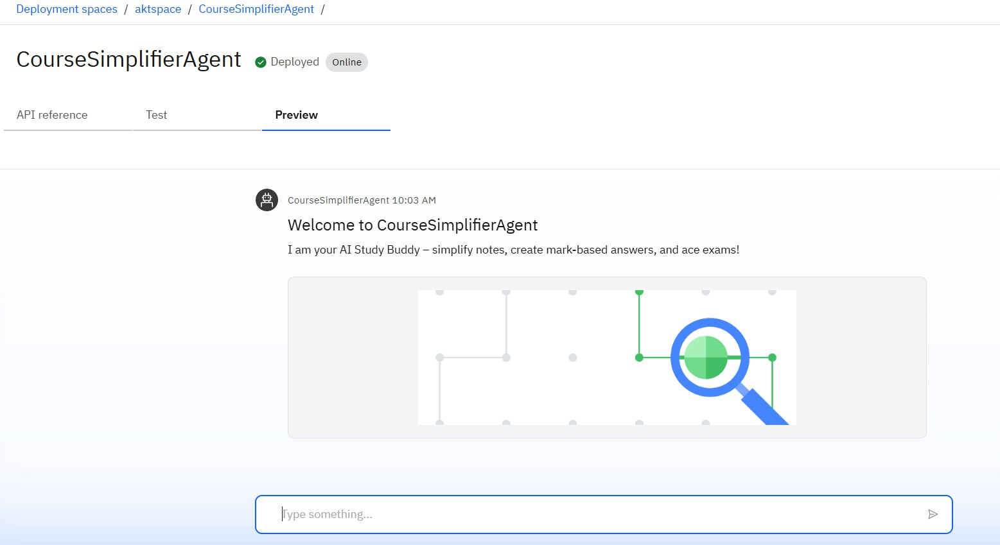 Deployment spaces / aktspace / CourseSimplifierAgent /
CourseSimplifierAgent Deployed Online
API reference Test Preview
CourseSimplifierAgent 10:03 AM
Welcome to CourseSimplifierAgent
I am your AI Study Buddy – simplify notes, create mark-based answers, and ace exams!
Type something...